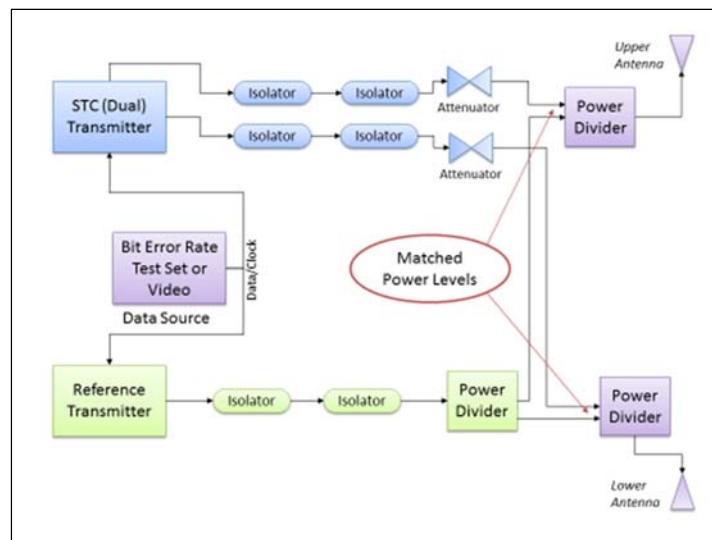 Upper
Antenna
STC (Dual)
Transmitter
Isolator
Isolator
Attenuator
Power
Divider
Isolator
Isolator
Attenuator
Bit Error Rate
Test Set or
Video
Data/Clock
Data Source
Matched
Power Levels
Reference
Transmitter
Isolator
Isolator
Power
Divider
Power
Divider
Lower
Antenna